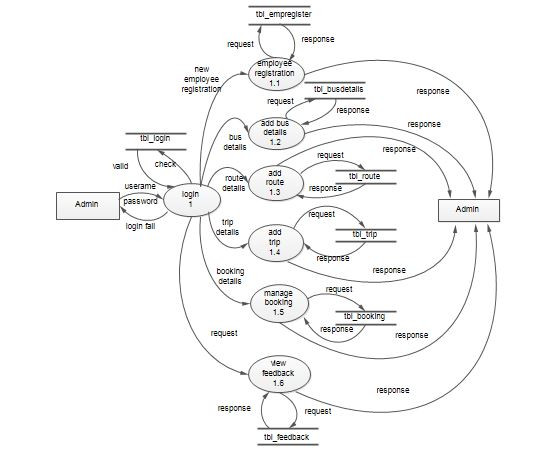 tbl_empregister
request
response
employee
registration
1.1
new
employee
registration
response
tbl_busdetails
request
response
bus
details
add bus
details
1.2
response
tbl_login
valid
check
request
tbl_route
response
route
details
add
route
1.3
Admin
username
password
login fail
login
1
Admin
request
tbl_trip
response
trip
details
add
trip
1.4
response
booking
details
manage
booking
1.5
request
tbl_booking
response
response
request
view
feedback
1.6
response
response
request
tbl_feedback